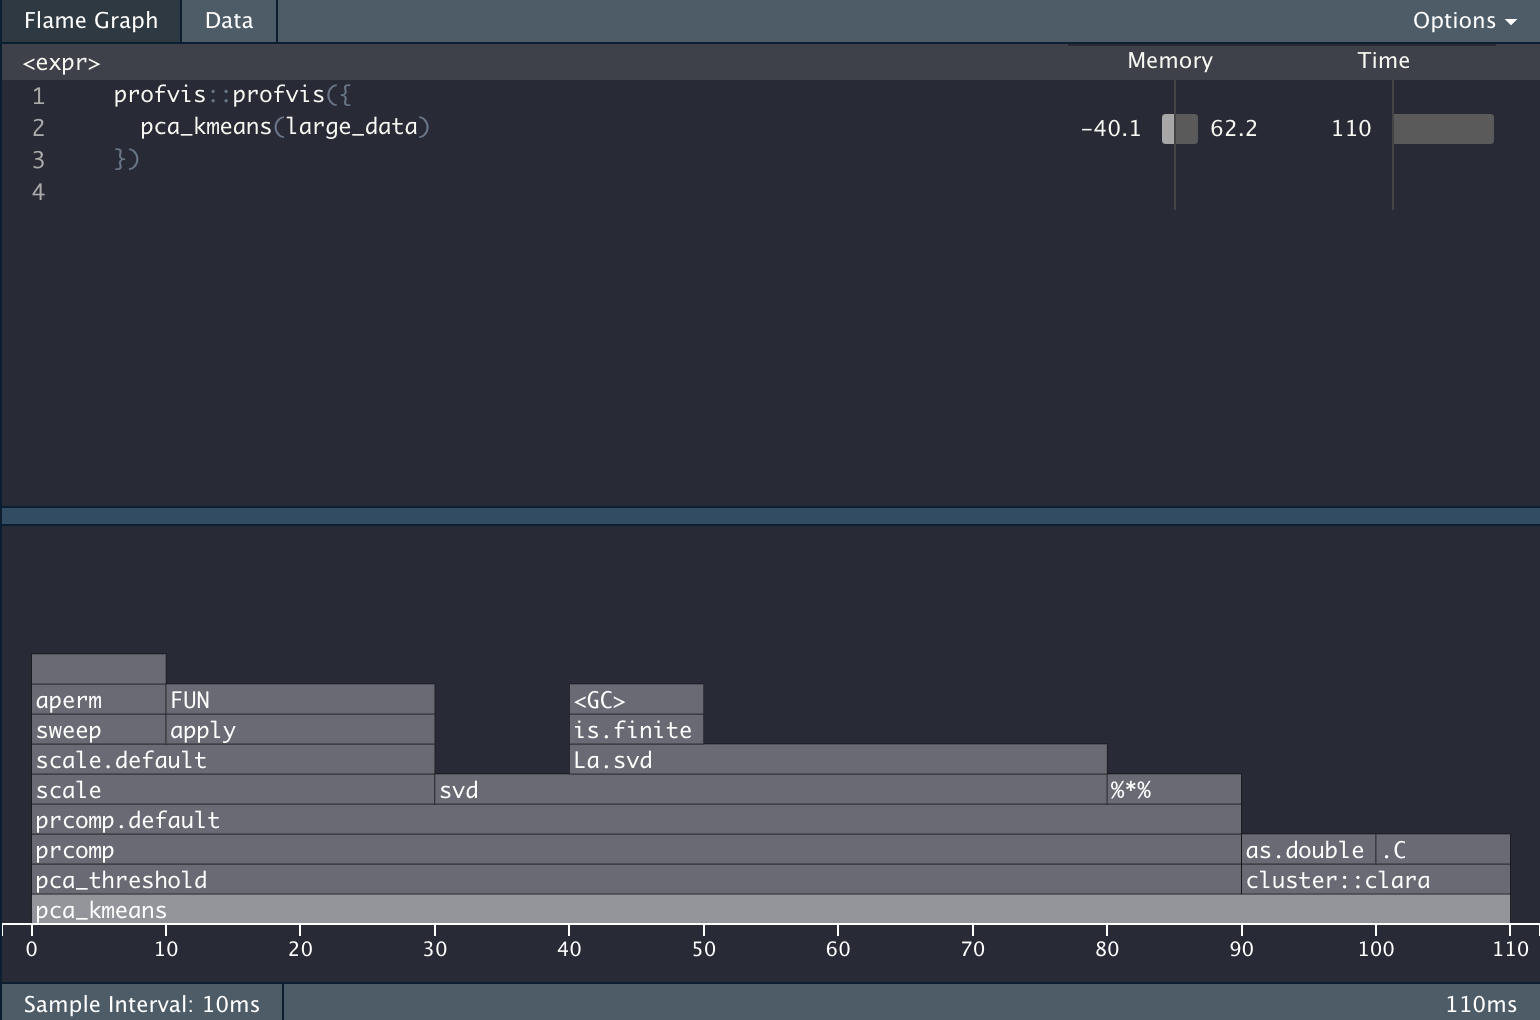 Flame Graph Data Options
<expr> Memory Time
1 profvis::profvis({
2 pca_kmeans(large_data) -40.1 62.2 110
3 })
4
aperm FUN <GC>
sweep apply is.finite
scale.default La.svd
scale svd %*%
prcomp.default
prcomp as.double .C
pca_threshold cluster::clara
pca_kmeans
0 10 20 30 40 50 60 70 80 90 100 110
Sample Interval: 10ms 110ms